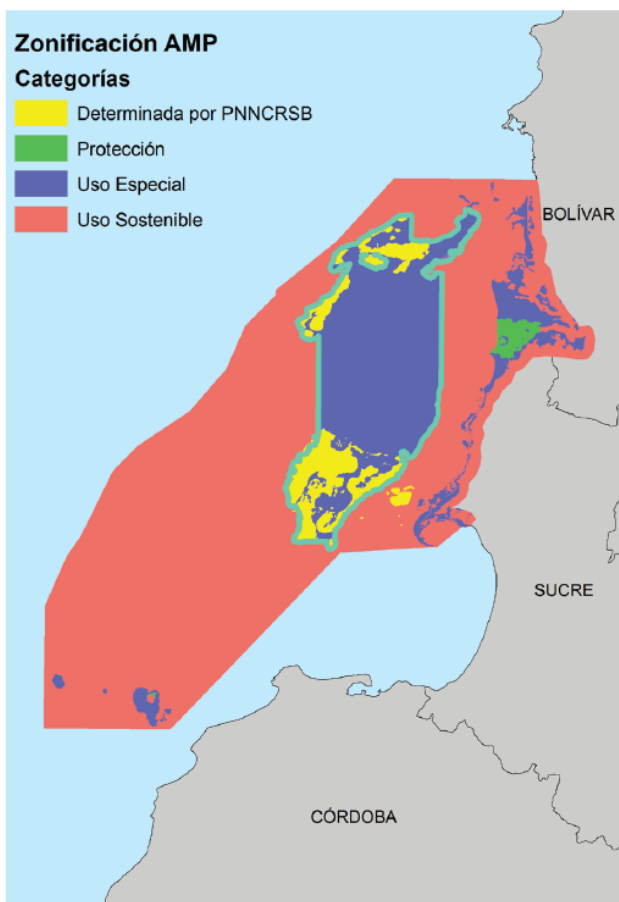 Zonificación AMP
Categorías
Determinada por PNNCRSB
Protección
Uso Especial
Uso Sostenible
BOLÍVAR
SUCRE
CÓRDOBA